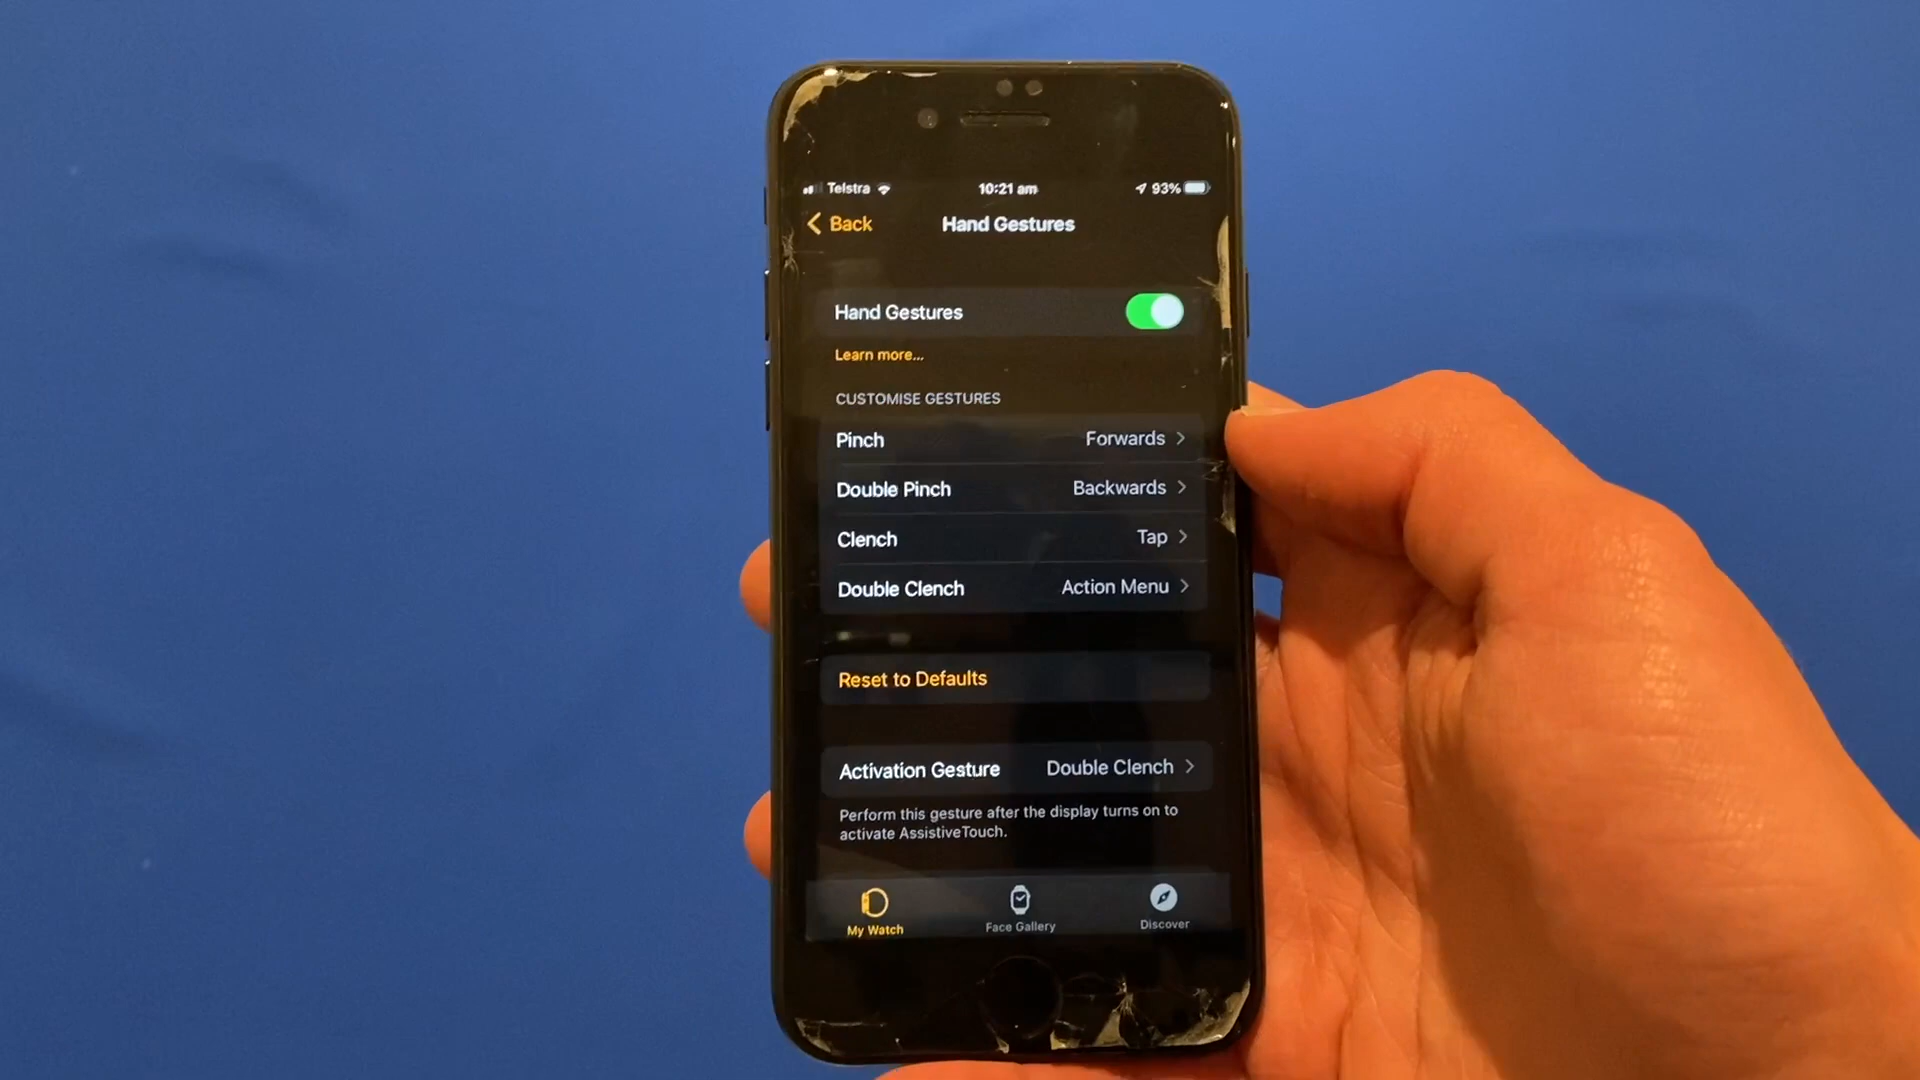 Telstra 10:21 am 93%
Back Hand Gestures
Hand Gestures
Learn more...
CUSTOMISE GESTURES
Pinch Forwards
Double Pinch Backwards
Clench Tap
Double Clench Action Menu
Reset to Defaults
Activation Gesture Double Clench
Perform this gesture after the display turns on to
activate AssistiveTouch.
My Watch Face Gallery Discover